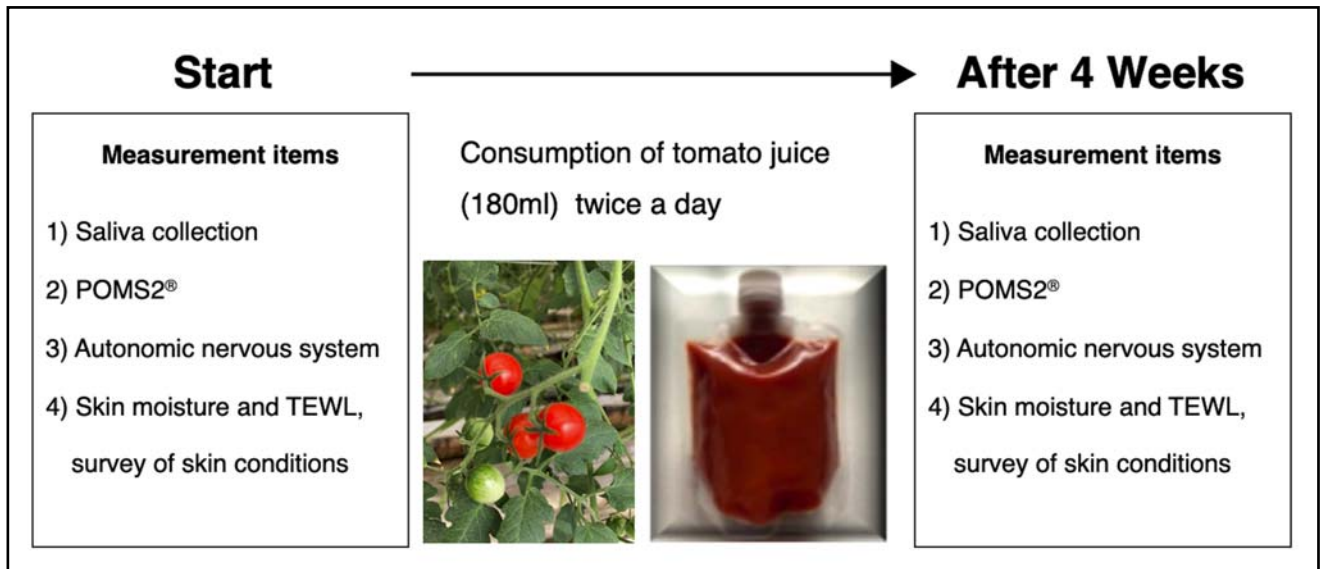 Start
After 4 Weeks
Measurement items
1) Saliva collection
2) POMS2®
3) Autonomic nervous system
4) Skin moisture and TEWL,
survey of skin conditions
Consumption of tomato juice
(180ml) twice a day
Measurement items
1) Saliva collection
2) POMS2®
3) Autonomic nervous system
4) Skin moisture and TEWL,
survey of skin conditions